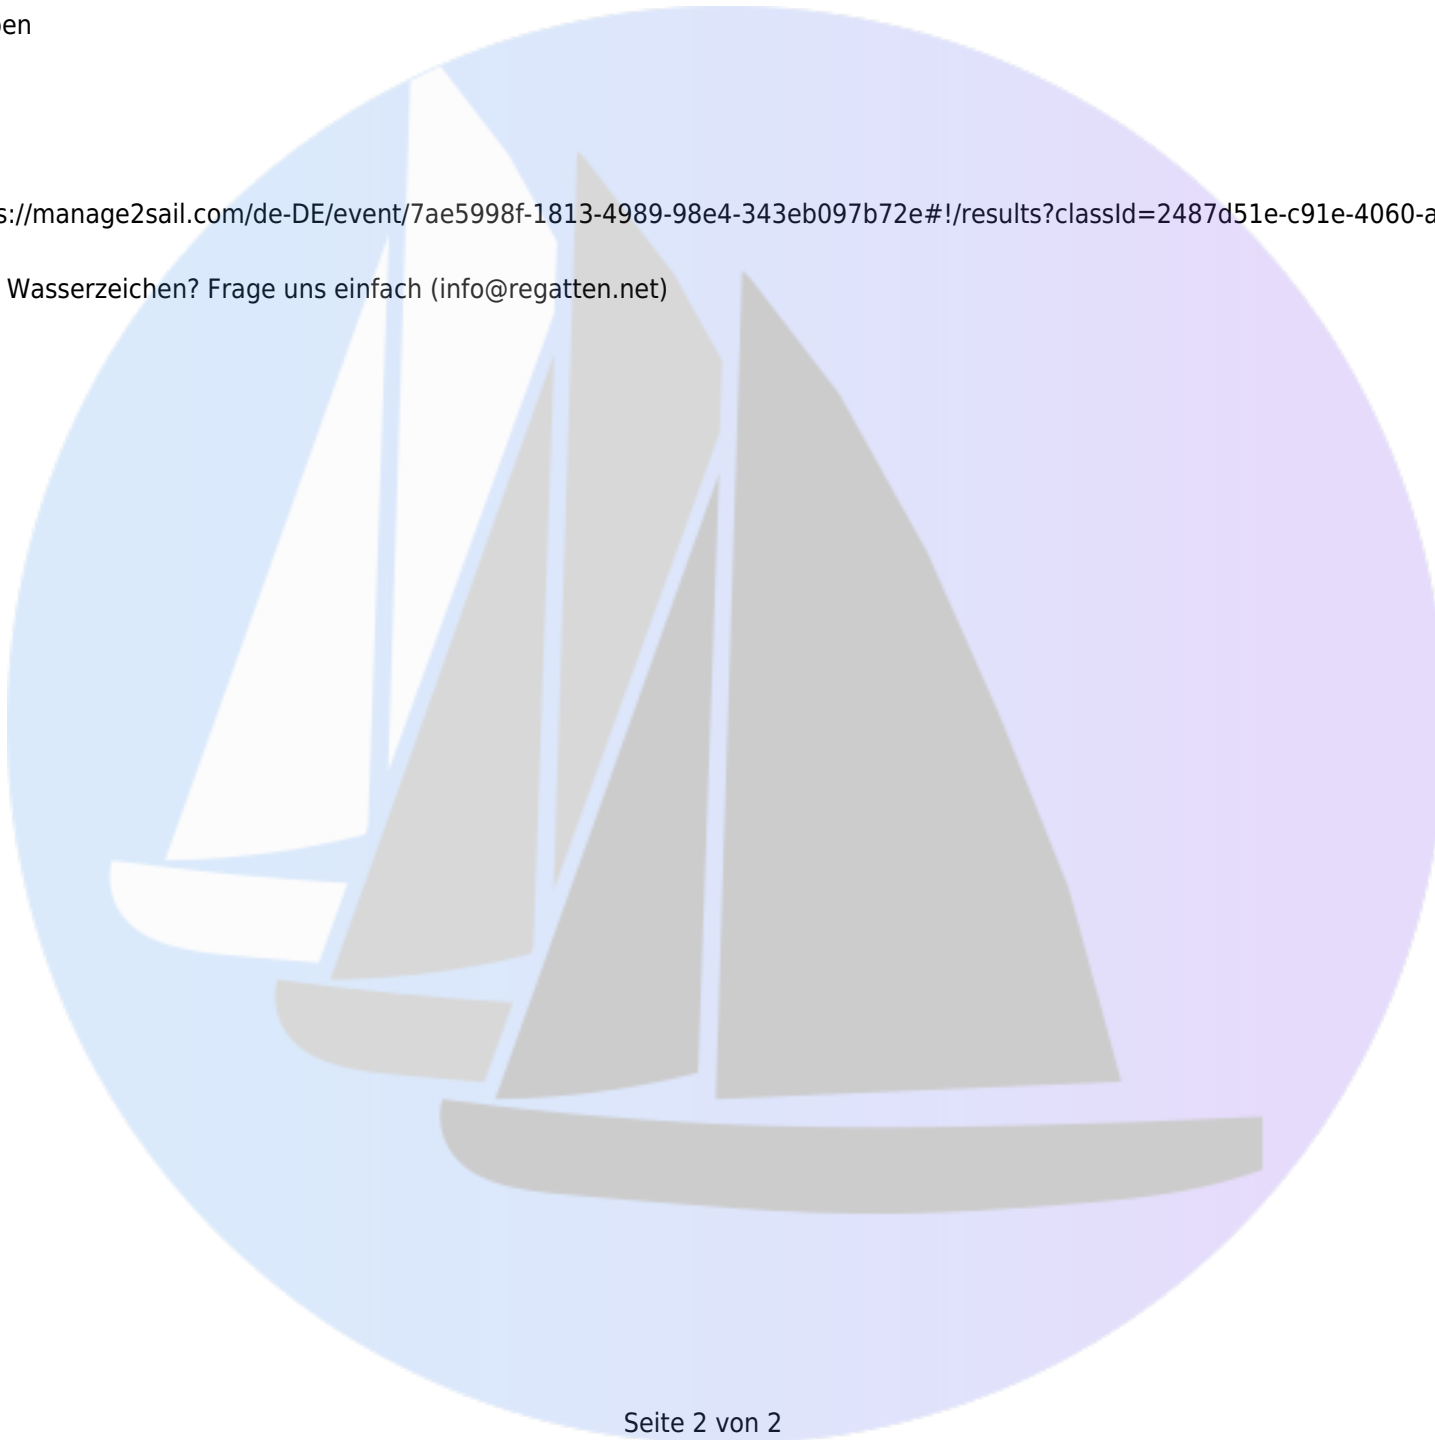 en
s://manage2sail.com/de-DE/event/7ae5998f-1813-4989-98e4-343eb097b72e#!/results?classId=2487d51e-c91e-4060-a
Wasserzeichen? Frage uns einfach (info@regatten.net)
Seite 2 von 2